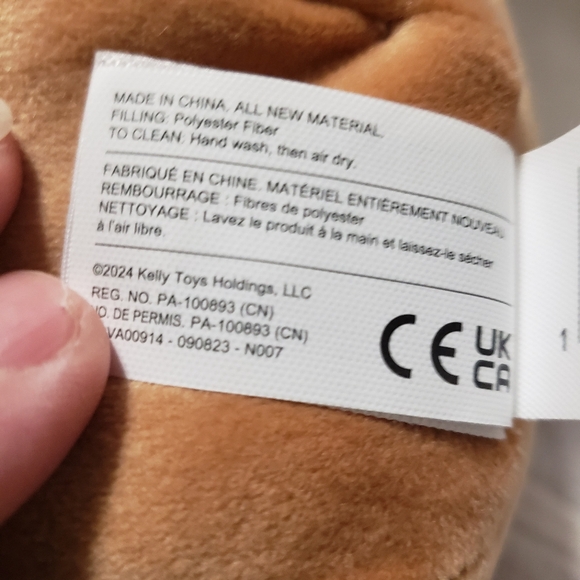 MADE IN CHINA, ALL NEW MATERIAL
FILLING: Polyester Fiber
TO CLEAN: Hand wash, then air dry.
FABRIQUÉ EN CHINE. MATÉRIEL ENTIÈREMENT NOUVEAU
REMBOURRAGE : Fibres de polyester
NETTOYAGE : Lavez le produit à la main et laissez-le sécher
à l'air libre.
©2024 Kelly Toys Holdings, LLC
REG. NO. PA-100893 (CN)
NO. DE PERMIS. PA-100893 (CN)
VA00914 - 090823 - N007
CE UK
CA
1